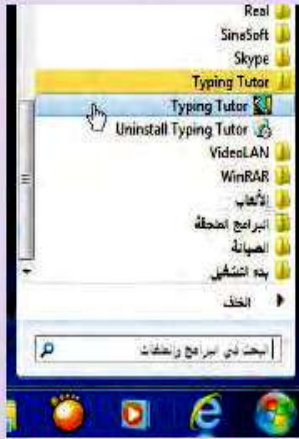 Real
SinaSoft
Skype
Typing Tutor
Typing Tutor
Uninstall Typing Tutor
VideoLAN
WinRAR
الألعاب
البرامج الملحقة
الصيانة
بدء التشغيل
الخلف
البحث في البرامج والملفات